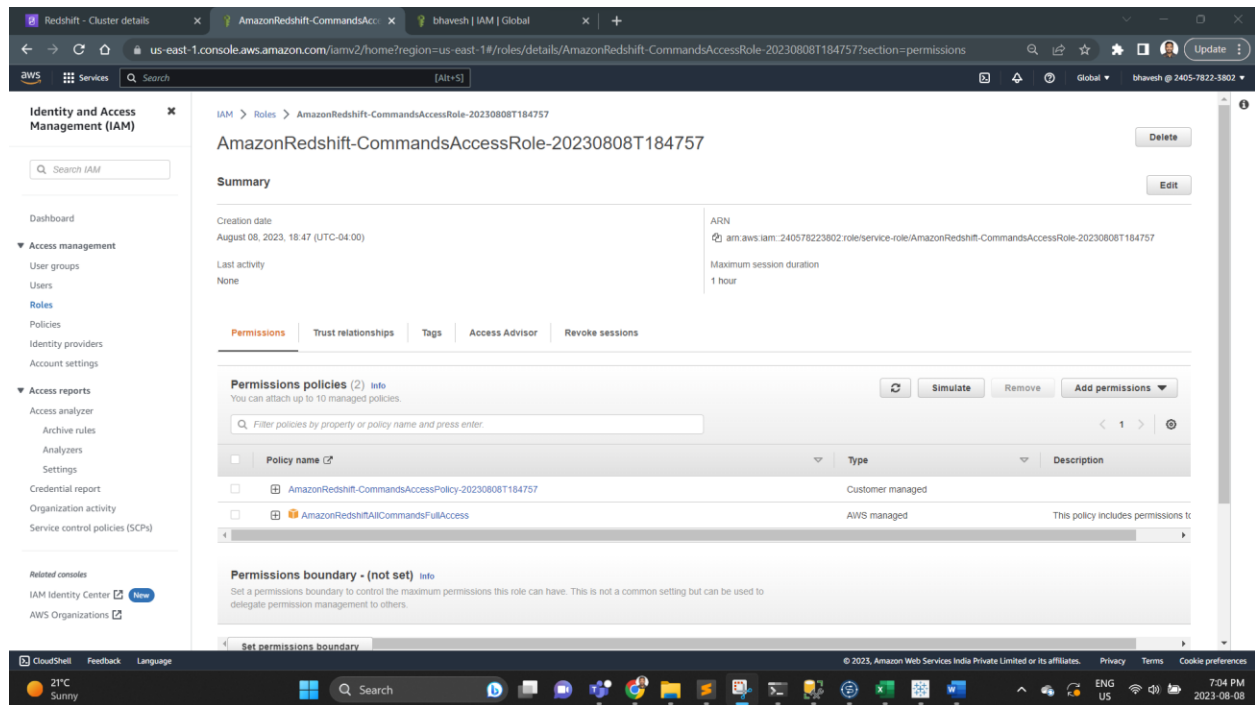 Redshift - Cluster details
AmazonRedshift-CommandsAcc
bhavesh | IAM | Global
us-east-1.console.aws.amazon.com/iamv2/home?region=us-east-1#/roles/details/AmazonRedshift-CommandsAccessRole-20230808T184757?section=permissions
Update
aws
Services
Search
[Alt+S]
Global
bhavesh @ 2405-7822-3802
Identity and Access
Management (IAM)
Search IAM
Dashboard
Access management
User groups
Users
Roles
Policies
Identity providers
Account settings
Access reports
Access analyzer
Archive rules
Analyzers
Settings
Credential report
Organization activity
Service control policies (SCPs)
Related consoles
IAM Identity Center New
AWS Organizations
IAM > Roles > AmazonRedshift-CommandsAccessRole-20230808T184757
AmazonRedshift-CommandsAccessRole-20230808T184757
Delete
Summary
Edit
Creation date
August 08, 2023, 18:47 (UTC-04:00)
ARN
arn:aws:iam::240578223802:role/service-role/AmazonRedshift-CommandsAccessRole-20230808T184757
Last activity
None
Maximum session duration
1 hour
Permissions Trust relationships Tags Access Advisor Revoke sessions
Permissions policies (2) Info
You can attach up to 10 managed policies.
Simulate Remove Add permissions
Filter policies by property or policy name and press enter.
1
Policy name Type Description
AmazonRedshift-CommandsAccessPolicy-20230808T184757 Customer managed
AmazonRedshiftAllCommandsFullAccess AWS managed This policy includes permissions to
Permissions boundary - (not set) Info
Set a permissions boundary to control the maximum permissions this role can have. This is not a common setting but can be used to
delegate permission management to others.
Set permissions boundary
CloudShell Feedback Language
© 2023, Amazon Web Services India Private Limited or its affiliates. Privacy Terms Cookie preferences
21°C
Sunny
Search
ENG
US
7:04 PM
2023-08-08